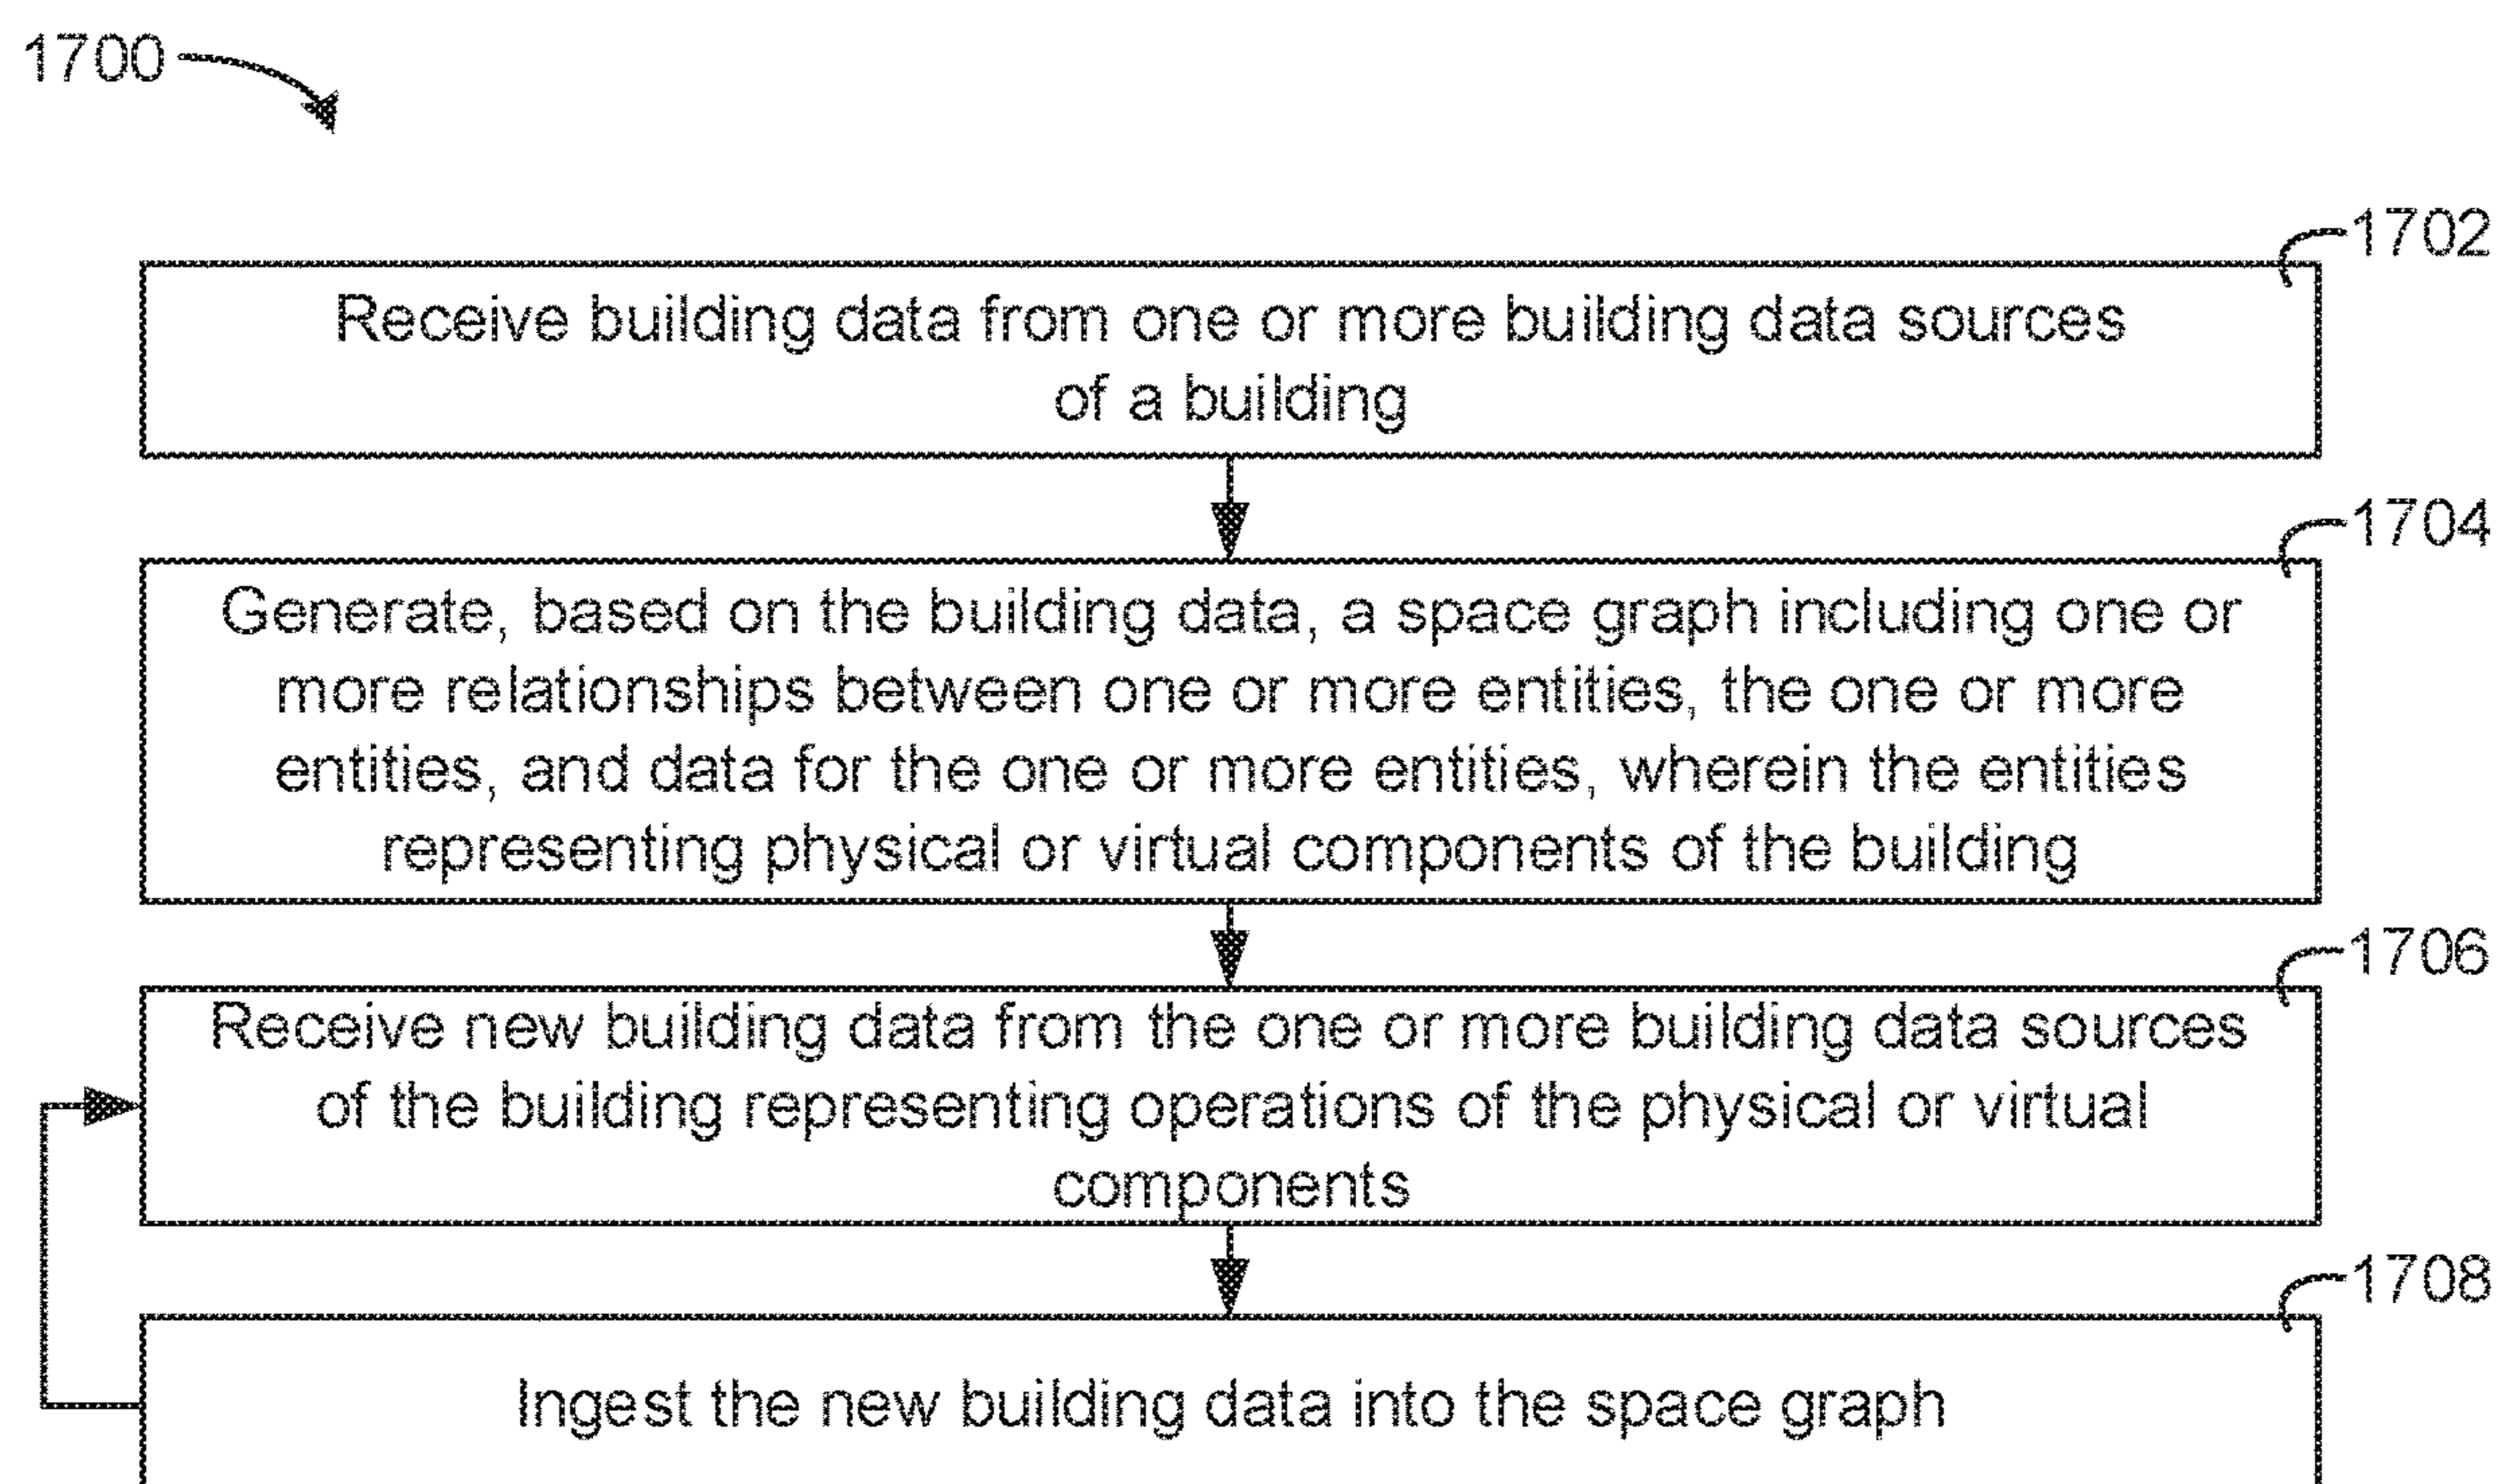 1700
1702
Receive building data from one or more building data sources
of a building
1704
Generate, based on the building data, a space graph including one or
more relationships between one or more entities, the one or more
entities, and data for the one or more entities, wherein the entities
representing physical or virtual components of the building
1706
Receive new building data from the one or more building data sources
of the building representing operations of the physical or virtual
components
1708
Ingest the new building data into the space graph